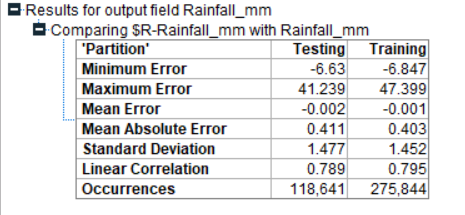 Results for output field Rainfall_mm
Comparing $R-Rainfall_mm with Rainfall_mm
'Partition' Testing Training
Minimum Error -6.63 -6.847
Maximum Error 41.239 47.399
Mean Error -0.002 -0.001
Mean Absolute Error 0.411 0.403
Standard Deviation 1.477 1.452
Linear Correlation 0.789 0.795
Occurrences 118,641 275,844